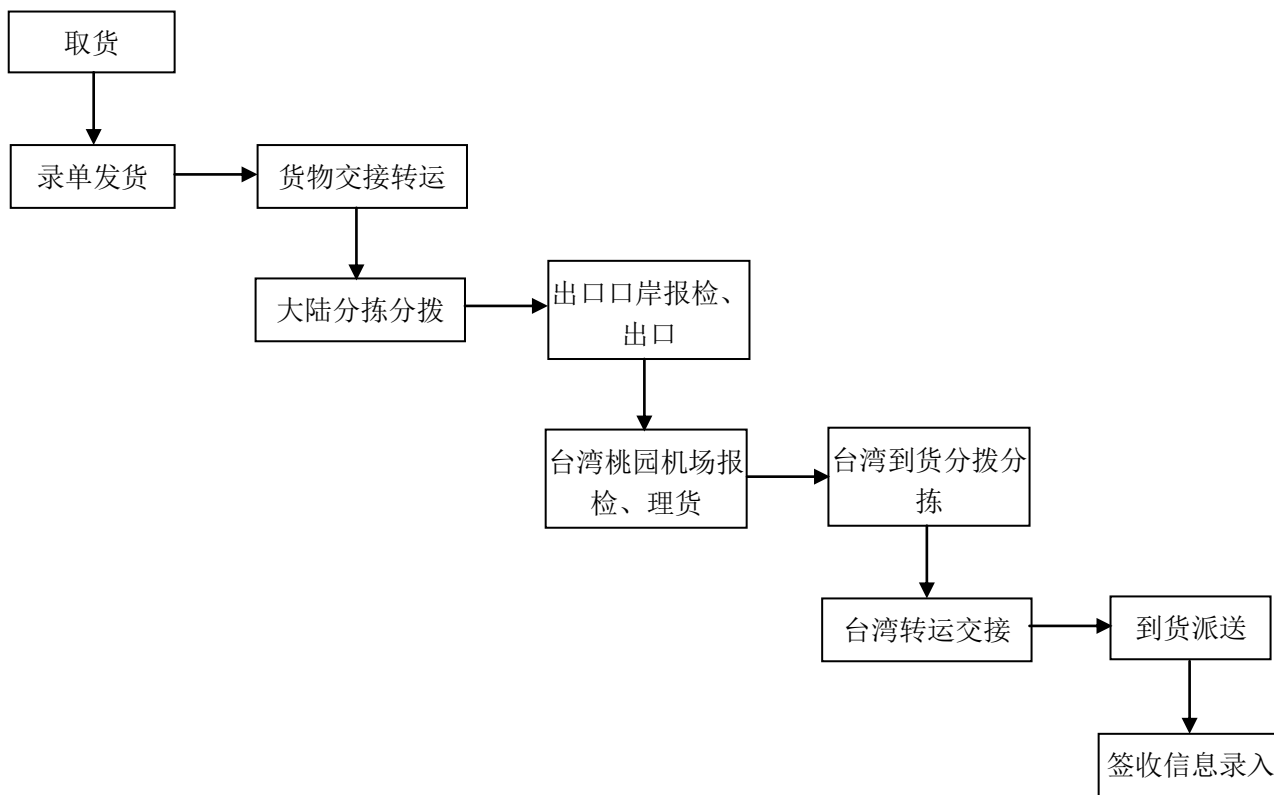 取货
录单发货
货物交接转运
大陆分拣分拨
出口口岸报检、
出口
台湾桃园机场报
检、理货
台湾到货分拨分
拣
台湾转运交接
到货派送
签收信息录入